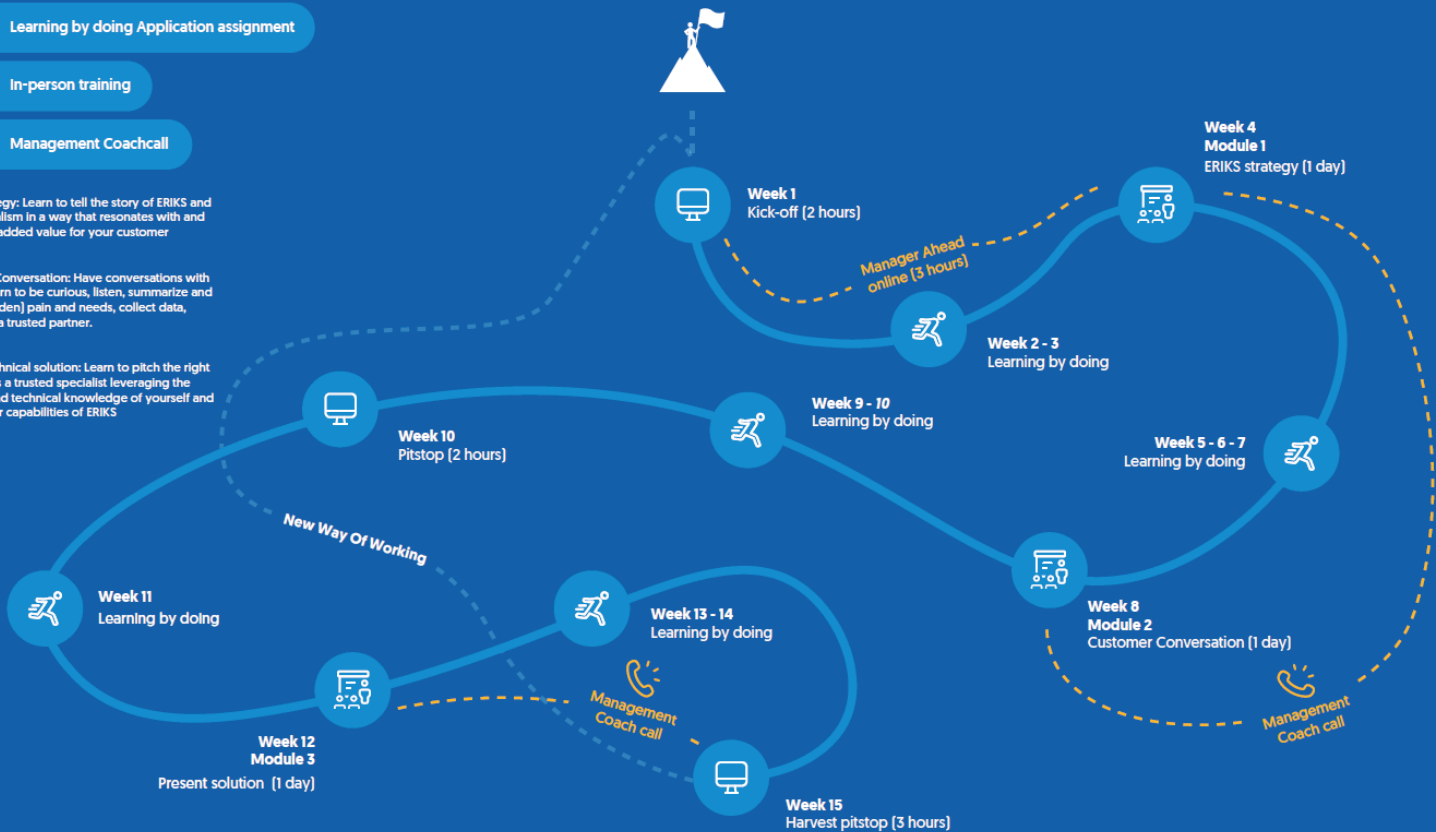 Learning by doing Application assignment
In-person training
Management Coachcall
egy: Learn to tell the story of ERIKS and
alism in a way that resonates with and
added value for your customer
Conversation: Have conversations with
rn to be curious, listen, summarize and
den) pain and needs, collect data,
a trusted partner.
hnical solution: Learn to pitch the right
s a trusted specialist leveraging the
nd technical knowledge of yourself and
r capabilities of ERIKS
Week 1
Kick-off (2 hours)
Manager Ahead
online (3 hours)
Week 2 - 3
Learning by doing
Week 4
Module 1
ERIKS strategy (1 day)
Week 5 - 6 - 7
Learning by doing
Week 8
Module 2
Customer Conversation (1 day)
Management
Coach call
Week 9 - 10
Learning by doing
Week 10
Pitstop (2 hours)
New Way Of Working
Week 11
Learning by doing
Week 12
Module 3
Present solution (1 day)
Week 13 - 14
Learning by doing
Management
Coach call
Week 15
Harvest pitstop (3 hours)